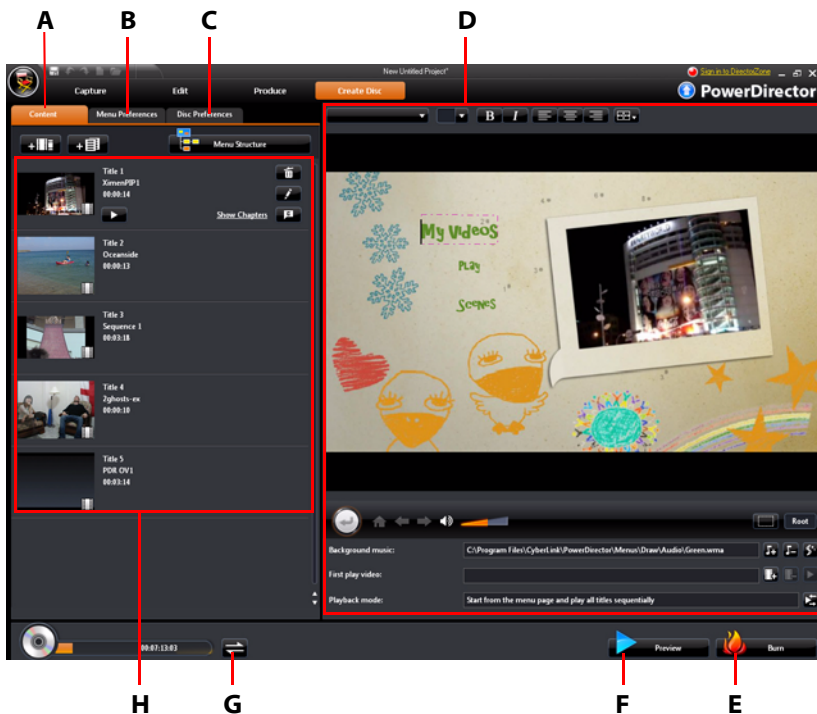 A B C D
New Untitled Project*
Sign in to DirectorZone
Capture Edit Produce Create Disc
PowerDirector
Content Menu Preferences Disc Preferences
B I
Menu Structure
Title 1
XimenPIP1
00:00:14
Show Chapters
Title 2
Oceanside
00:00:13
Title 3
Sequence 1
00:03:18
Title 4
2ghosts-ex
00:00:10
Title 5
PDR OV1
00:03:14
My Videos
Play
Scenes
Root
Background music: C:\Program Files\CyberLink\PowerDirector\Menus\Draw\Audio\Green.wma
First play video:
Playback mode: Start from the menu page and play all titles sequentially
00:07:13:03
Preview
Burn
H G F E